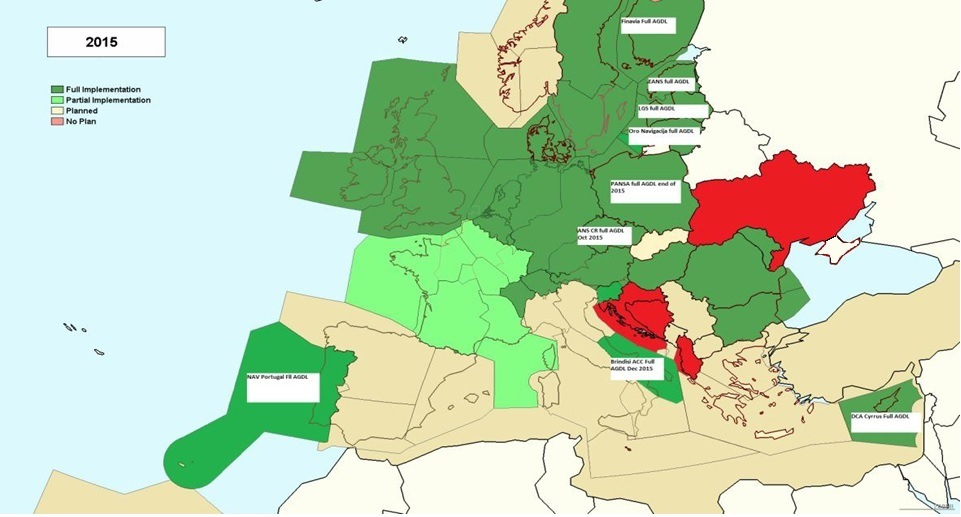 2015
Full Implementation
Partial Implementation
Planned
No Plan
Finavia Full AGDL
EANS full AGDL
LGS full AGDL
Oro Navigacija full AGDL
PANSA full AGDL end of
2015
ANS CR full AGDL
Oct 2015
Brindisi ACC Full
AGDL Dec 2015
NAV Portugal Fll AGDL
DCA Cyrrus Full AGDL